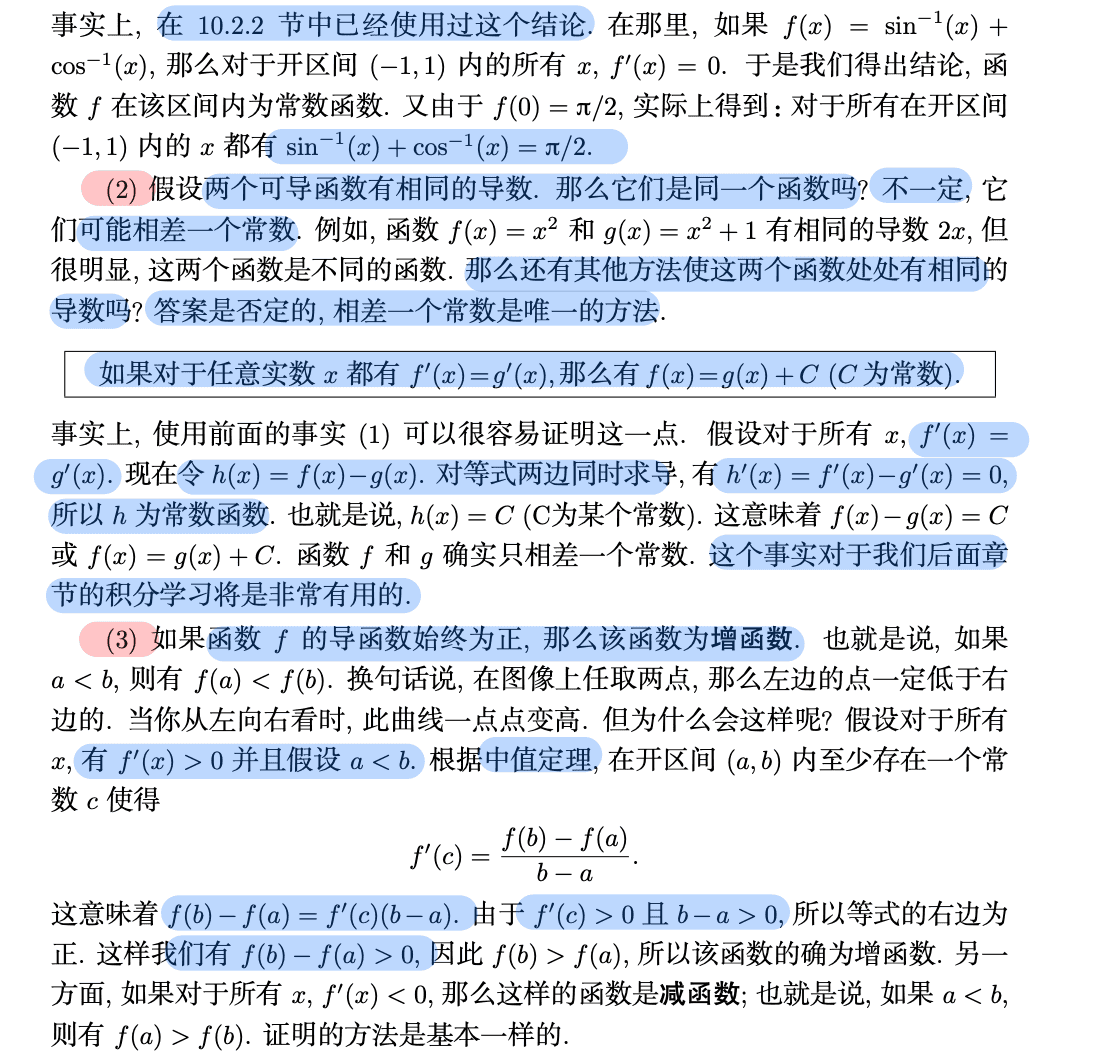 事实上, 在 10.2.2 节中已经使用过这个结论. 在那里, 如果 f(x) = sin⁻¹(x) +
cos⁻¹(x), 那么对于开区间 (−1, 1) 内的所有 x, f′(x) = 0. 于是我们得出结论, 函
数 f 在该区间内为常数函数. 又由于 f(0) = π/2, 实际上得到: 对于所有在开区间
(−1, 1) 内的 x 都有 sin⁻¹(x) + cos⁻¹(x) = π/2.
(2) 假设两个可导函数有相同的导数. 那么它们是同一个函数吗? 不一定, 它
们可能相差一个常数. 例如, 函数 f(x) = x² 和 g(x) = x² + 1 有相同的导数 2x, 但
很明显, 这两个函数是不同的函数. 那么还有其他方法使这两个函数处处有相同的
导数吗? 答案是否定的, 相差一个常数是唯一的方法.
如果对于任意实数 x 都有 f′(x)=g′(x), 那么有 f(x)=g(x)+C (C 为常数).
事实上, 使用前面的事实 (1) 可以很容易证明这一点. 假设对于所有 x, f′(x) =
g′(x). 现在令 h(x) = f(x)−g(x). 对等式两边同时求导, 有 h′(x) = f′(x)−g′(x) = 0,
所以 h 为常数函数. 也就是说, h(x) = C (C为某个常数). 这意味着 f(x)−g(x) = C
或 f(x) = g(x) + C. 函数 f 和 g 确实只相差一个常数. 这个事实对于我们后面章
节的积分学习将是非常有用的.
(3) 如果函数 f 的导函数始终为正, 那么该函数为增函数. 也就是说, 如果
a < b, 则有 f(a) < f(b). 换句话说, 在图像上任取两点, 那么左边的点一定低于右
边的. 当你从左向右看时, 此曲线一点点变高. 但为什么会这样呢? 假设对于所有
x, 有 f′(x) > 0 并且假设 a < b. 根据中值定理, 在开区间 (a, b) 内至少存在一个常
数 c 使得
f′(c) = (f(b) − f(a))/(b − a).
这意味着 f(b) − f(a) = f′(c)(b − a). 由于 f′(c) > 0 且 b − a > 0, 所以等式的右边为
正. 这样我们有 f(b) − f(a) > 0, 因此 f(b) > f(a), 所以该函数的确为增函数. 另一
方面, 如果对于所有 x, f′(x) < 0, 那么这样的函数是减函数; 也就是说, 如果 a < b,
则有 f(a) > f(b). 证明的方法是基本一样的.